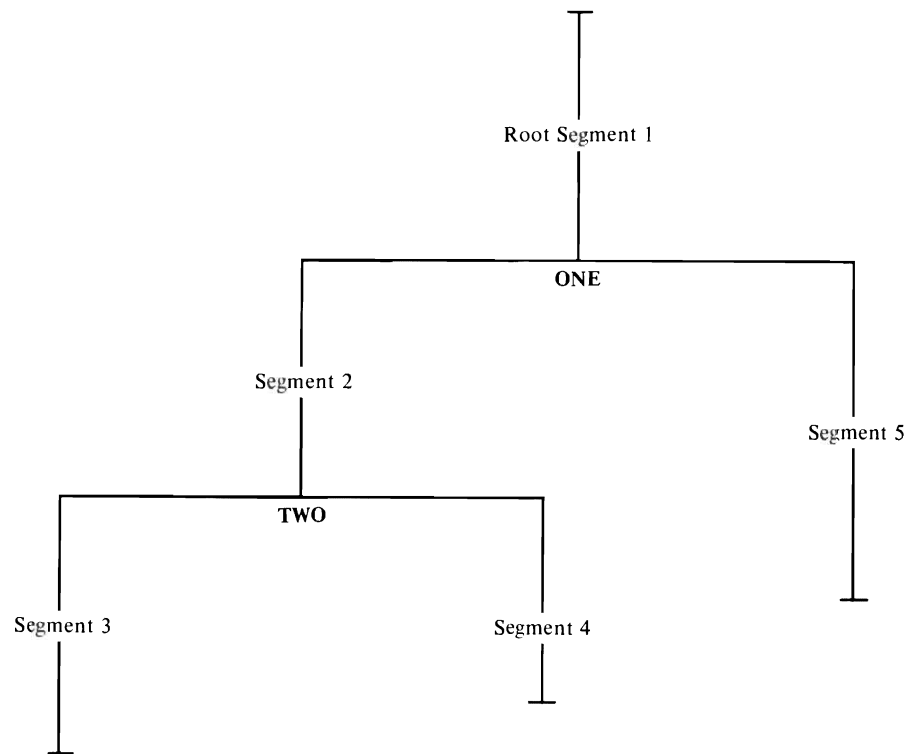 Root Segment 1
ONE
Segment 2
Segment 5
TWO
Segment 3
Segment 4